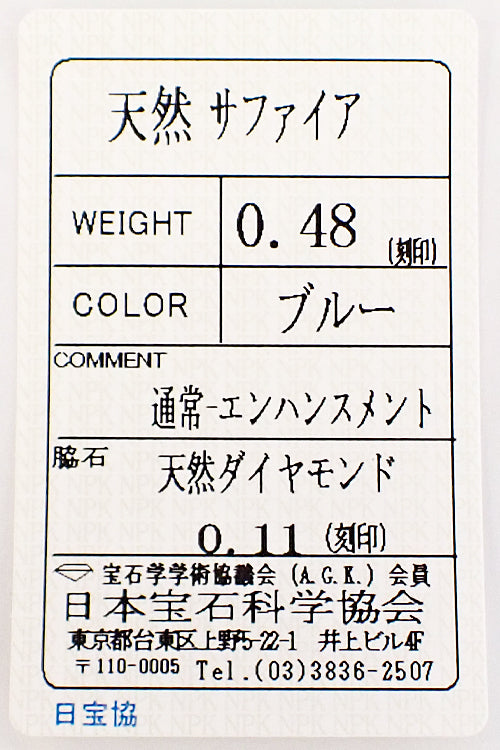 天然 サファイア
WEIGHT 0.48 (刻印)
COLOR ブルー
COMMENT
通常-エンハンスメント
脇石 天然ダイヤモンド
0.11 (刻印)
宝石学学術協議会 (A.G.K.) 会員
日本宝石科学協会
東京都台東区上野5-22-1 井上ビル4F
〒110-0005 Tel.(03)3836-2507
日宝協